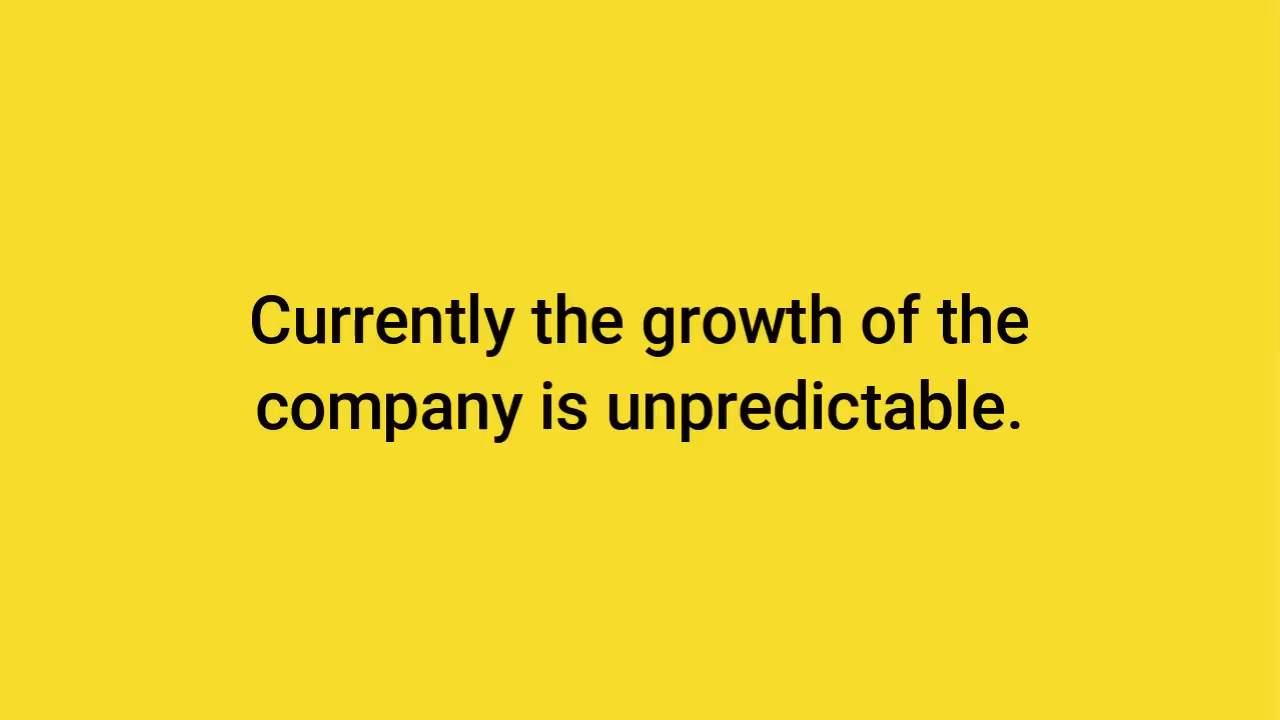 Currently the growth of the
company is unpredictable.